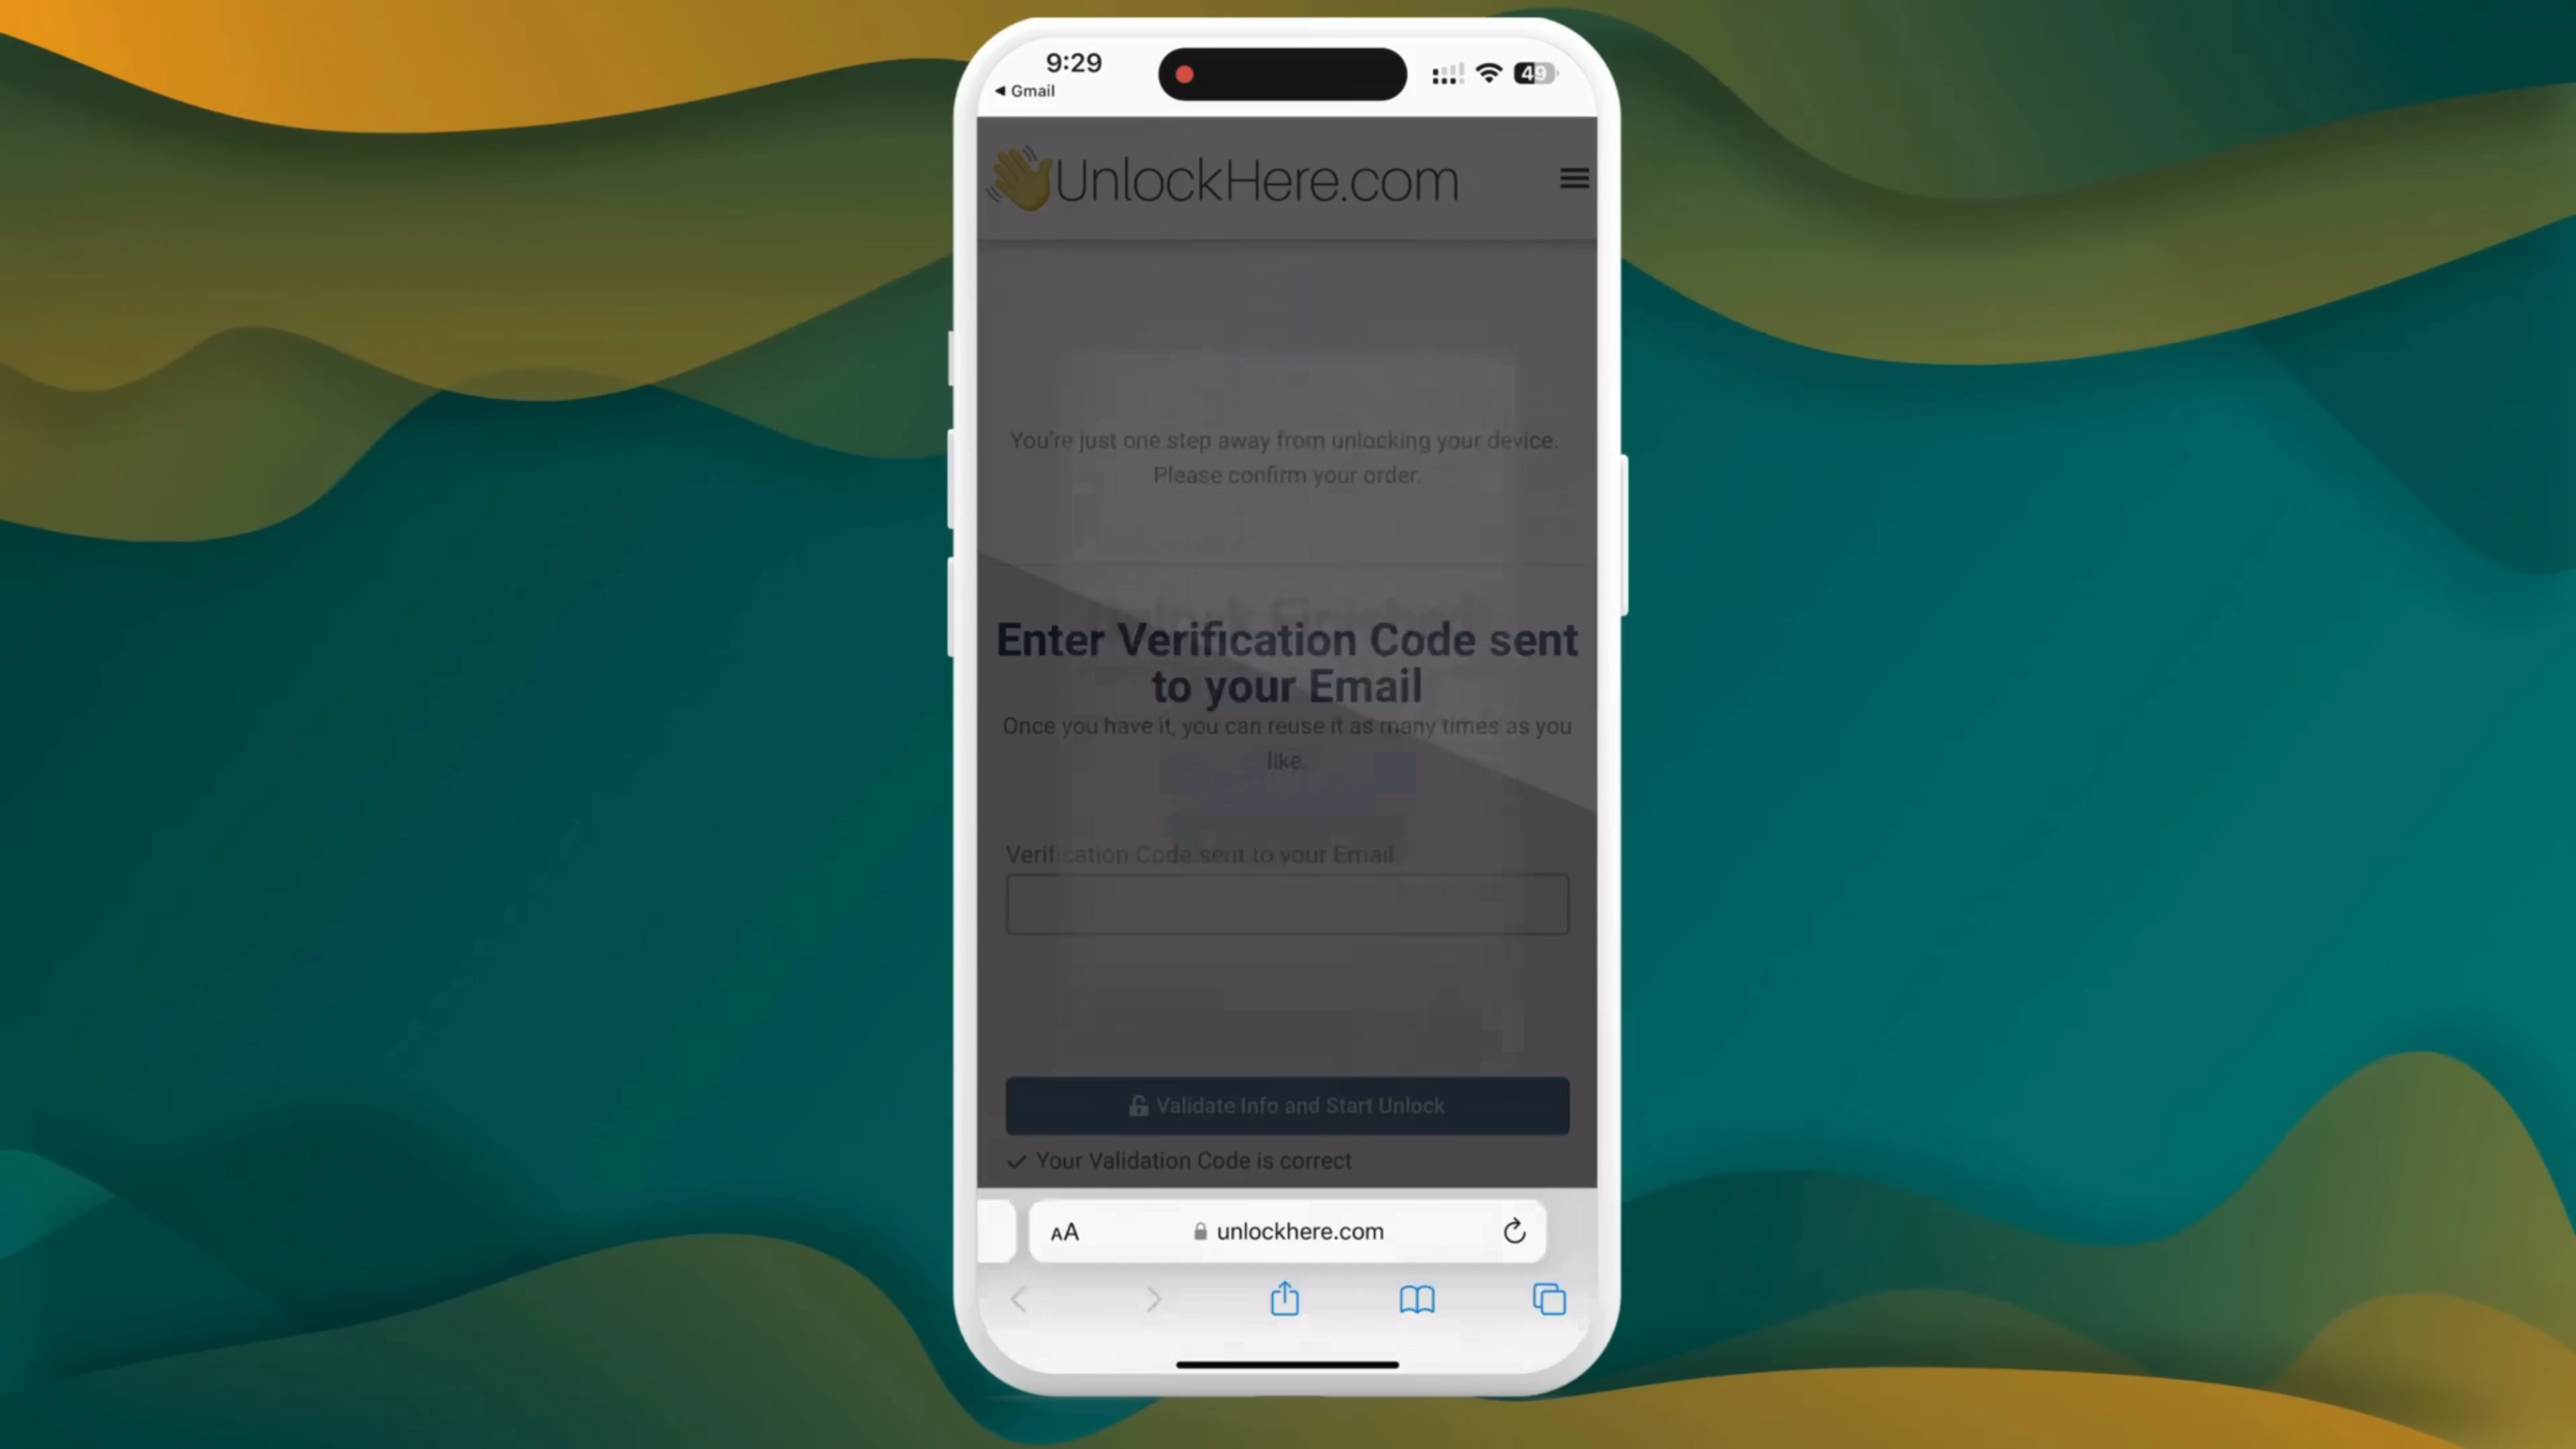 9:29
49
◀ Gmail
UnlockHere.com
You're just one step away from unlocking your device.
Please confirm your order.
Unlock Finished!
Enter Verification Code sent
to your Email
Once you have it, you can reuse it as many times as you
like.
Verification Code sent to your Email
Validate Info and Start Unlock
Your Validation Code is correct
AA
unlockhere.com